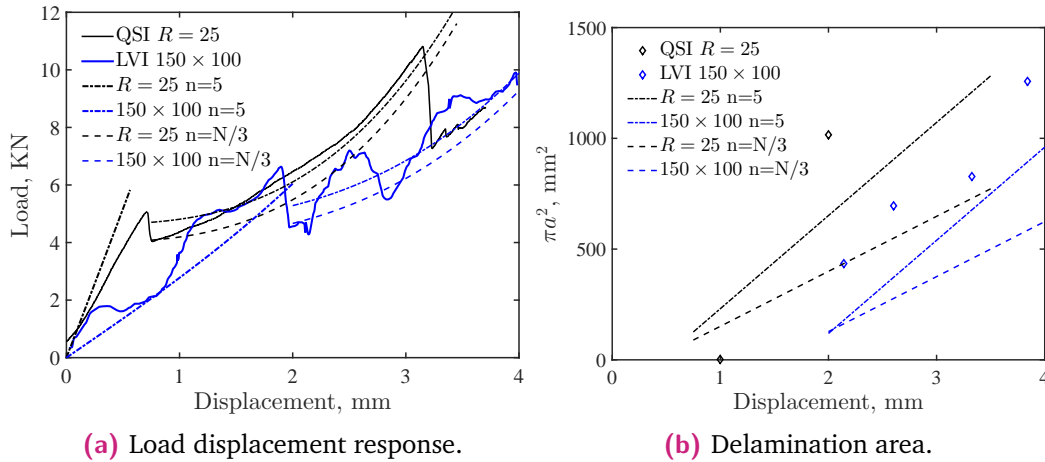 12
10
8
6
4
2
0
0
1
2
3
4
Load, KN
Displacement, mm
QSI R = 25
LVI 150 × 100
R = 25 n=5
150 × 100 n=5
R = 25 n=N/3
150 × 100 n=N/3
(a) Load displacement response.
1500
1000
500
0
0
1
2
3
4
πa², mm²
Displacement, mm
QSI R = 25
LVI 150 × 100
R = 25 n=5
150 × 100 n=5
R = 25 n=N/3
150 × 100 n=N/3
(b) Delamination area.